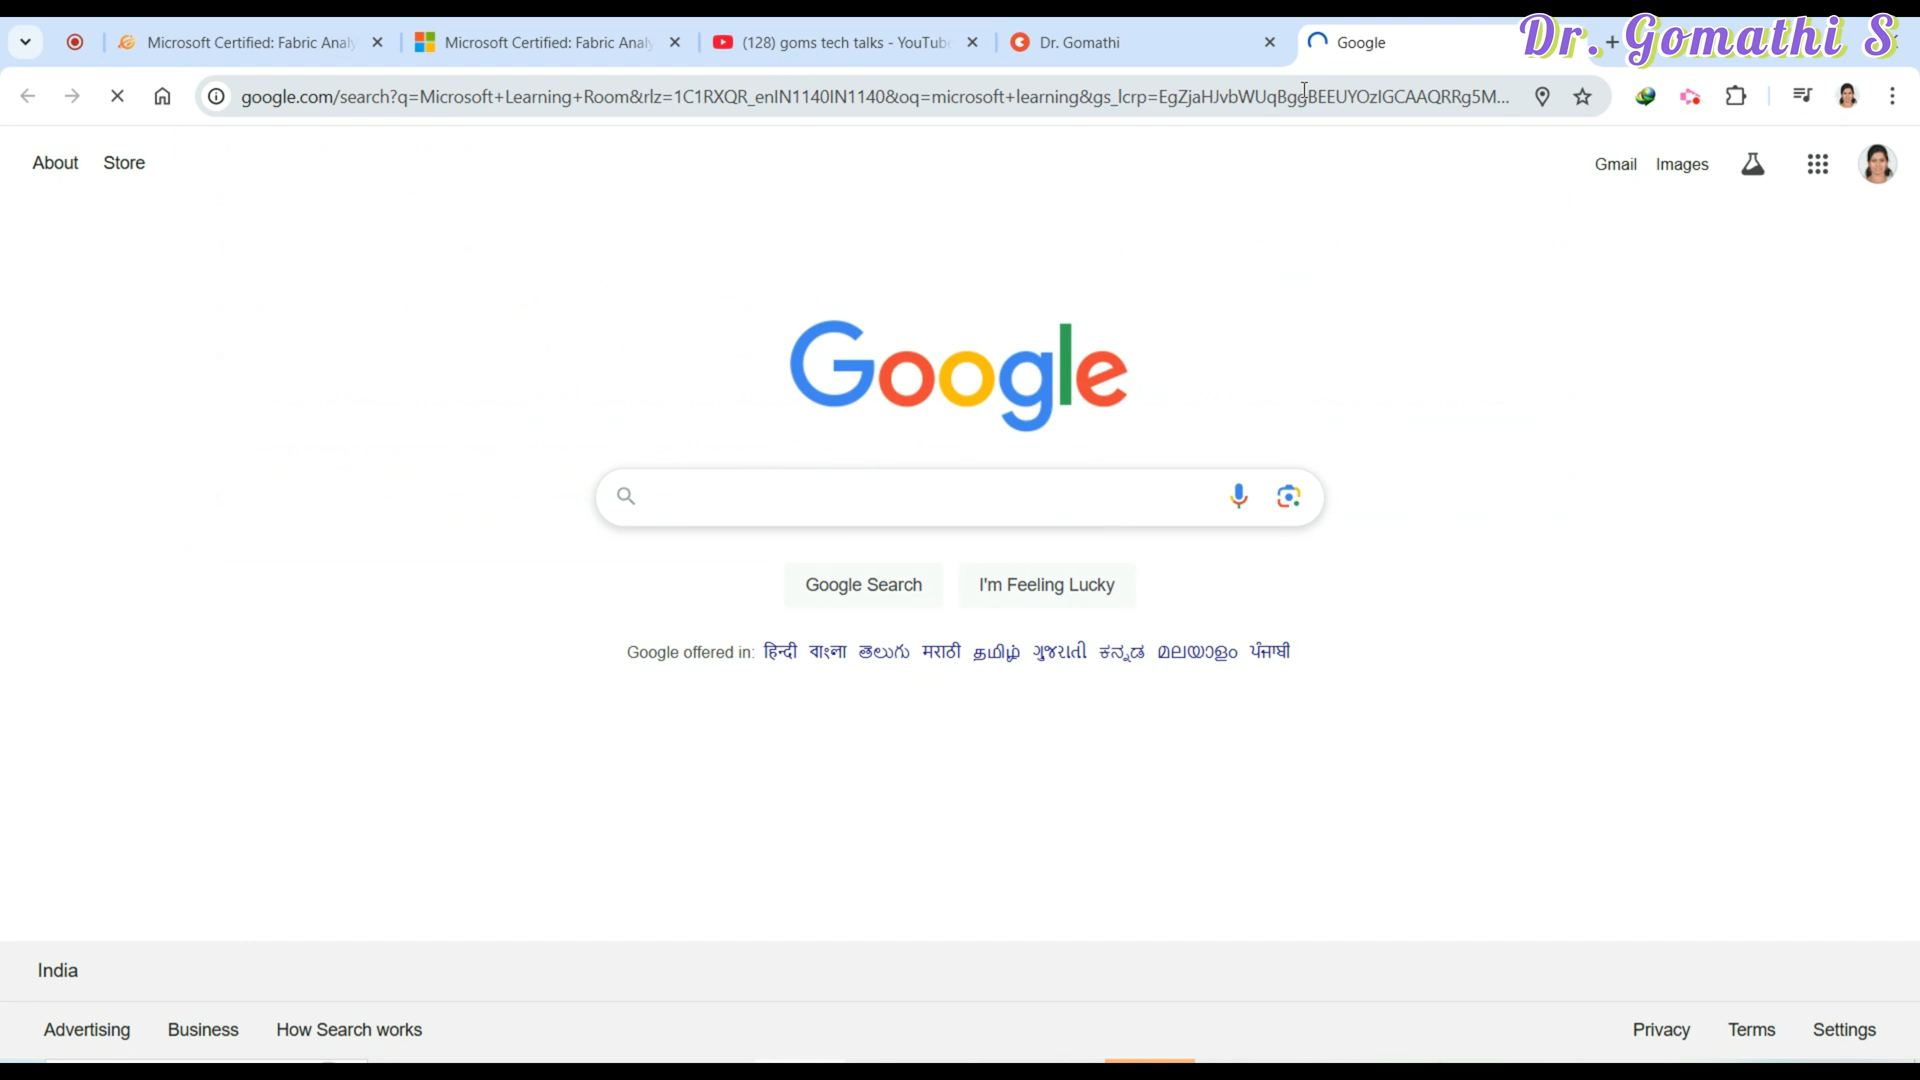 Microsoft Certified: Fabric Analy
Microsoft Certified: Fabric Analy
(128) goms tech talks - YouTube
Dr. Gomathi
Google
Dr. Gomathi S
google.com/search?q=Microsoft+Learning+Room&rlz=1C1RXQR_enIN1140IN1140&oq=microsoft+learning&gs_lcrp=EgZjaHJvbWUqBggBEEUYOzIGCAAQRRg5M...
About Store
Gmail Images
Google
Google Search I'm Feeling Lucky
Google offered in: हिन्दी বাংলা తెలుగు मराठी தமிழ் ગુજરાતી ಕನ್ನಡ മലയാളം ਪੰਜਾਬੀ
India
Advertising Business How Search works
Privacy Terms Settings